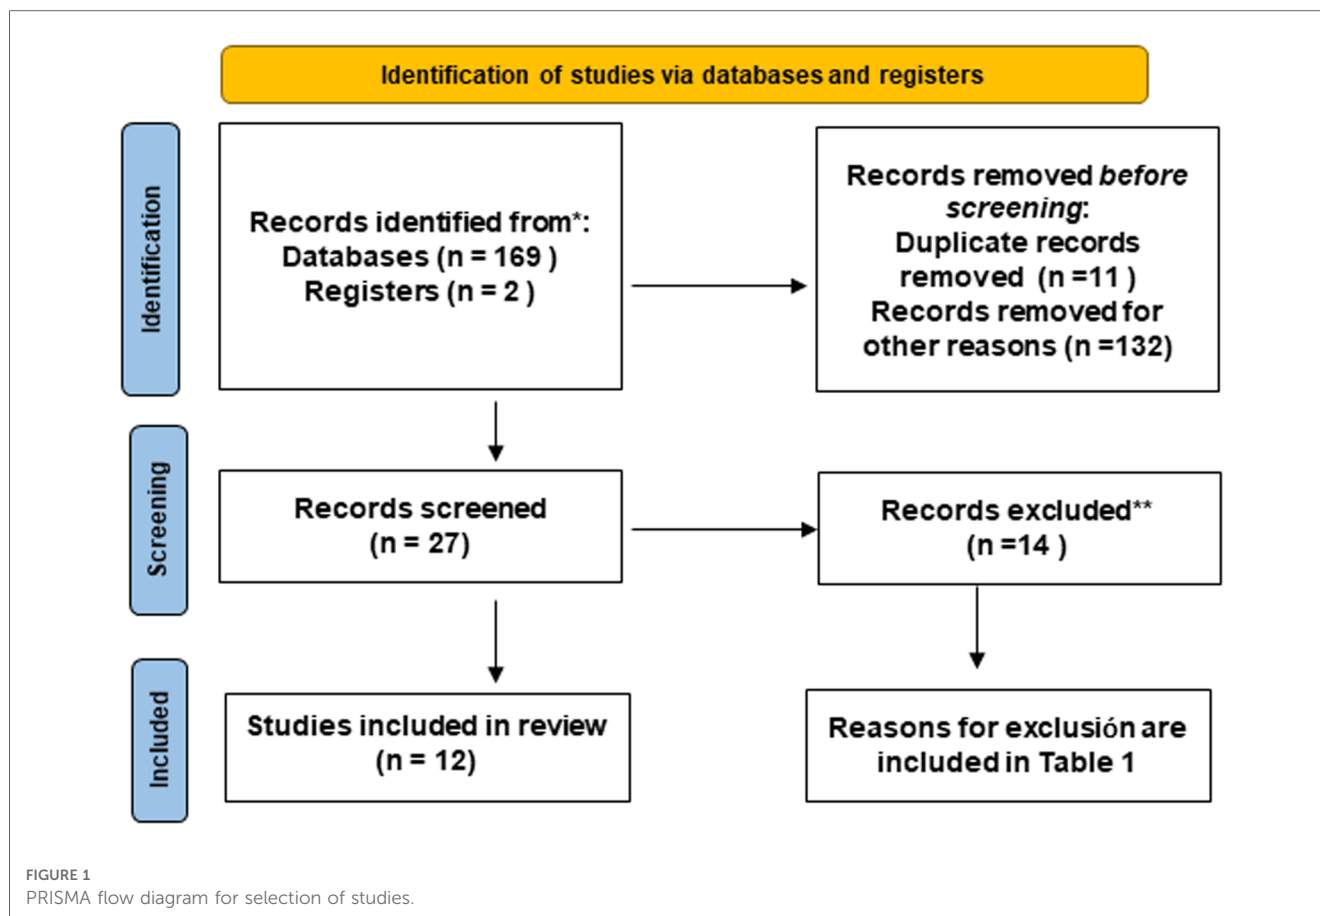 Identification of studies via databases and registers
Identification
Records identified from*:
Databases (n = 169 )
Registers (n = 2 )
Records removed before
screening:
Duplicate records
removed (n =11 )
Records removed for
other reasons (n =132)
Screening
Records screened
(n = 27)
Records excluded**
(n =14 )
Included
Studies included in review
(n = 12)
Reasons for exclusión are
included in Table 1
FIGURE 1
PRISMA flow diagram for selection of studies.